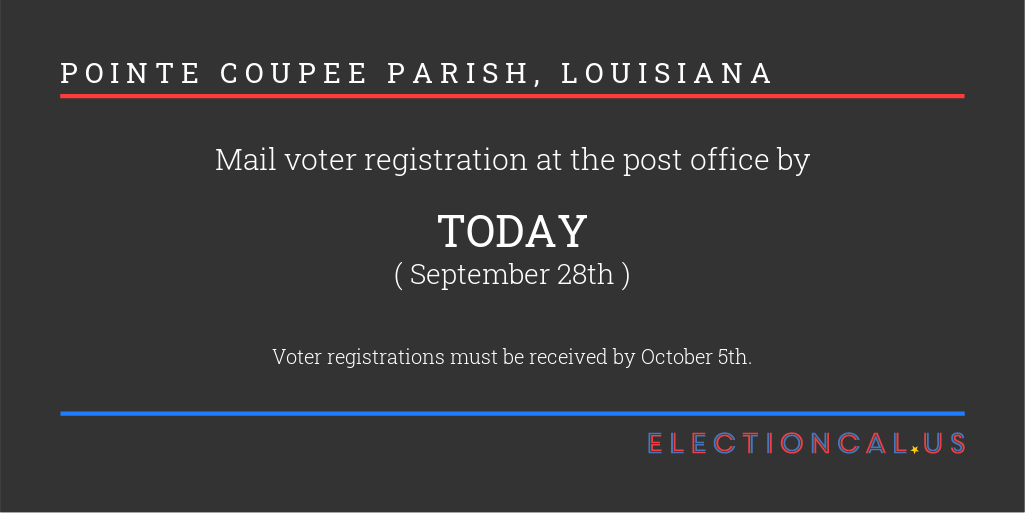 POINTE COUPEE PARISH, LOUISIANA
Mail voter registration at the post office by
TODAY
( September 28th )
Voter registrations must be received by October 5th.
ELECTIONCAL.US